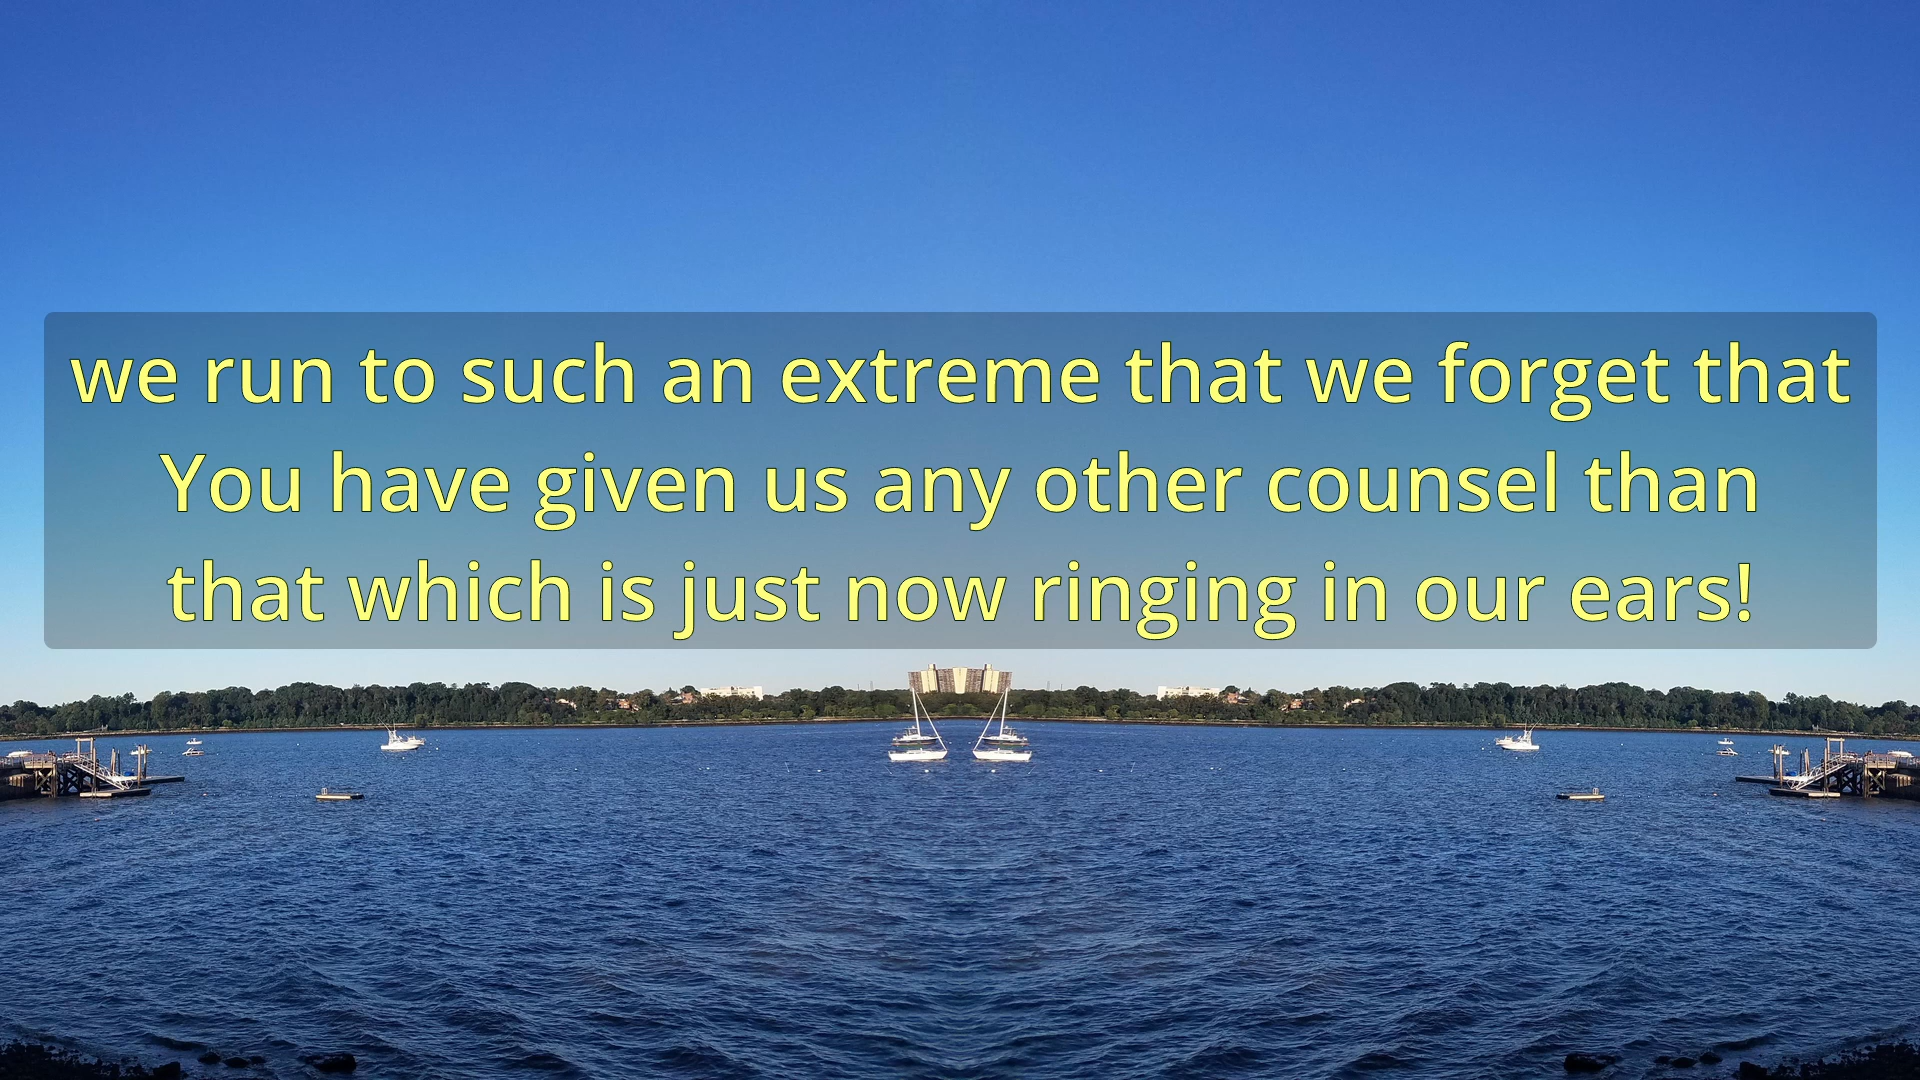 we run to such an extreme that we forget that
You have given us any other counsel than
that which is just now ringing in our ears!